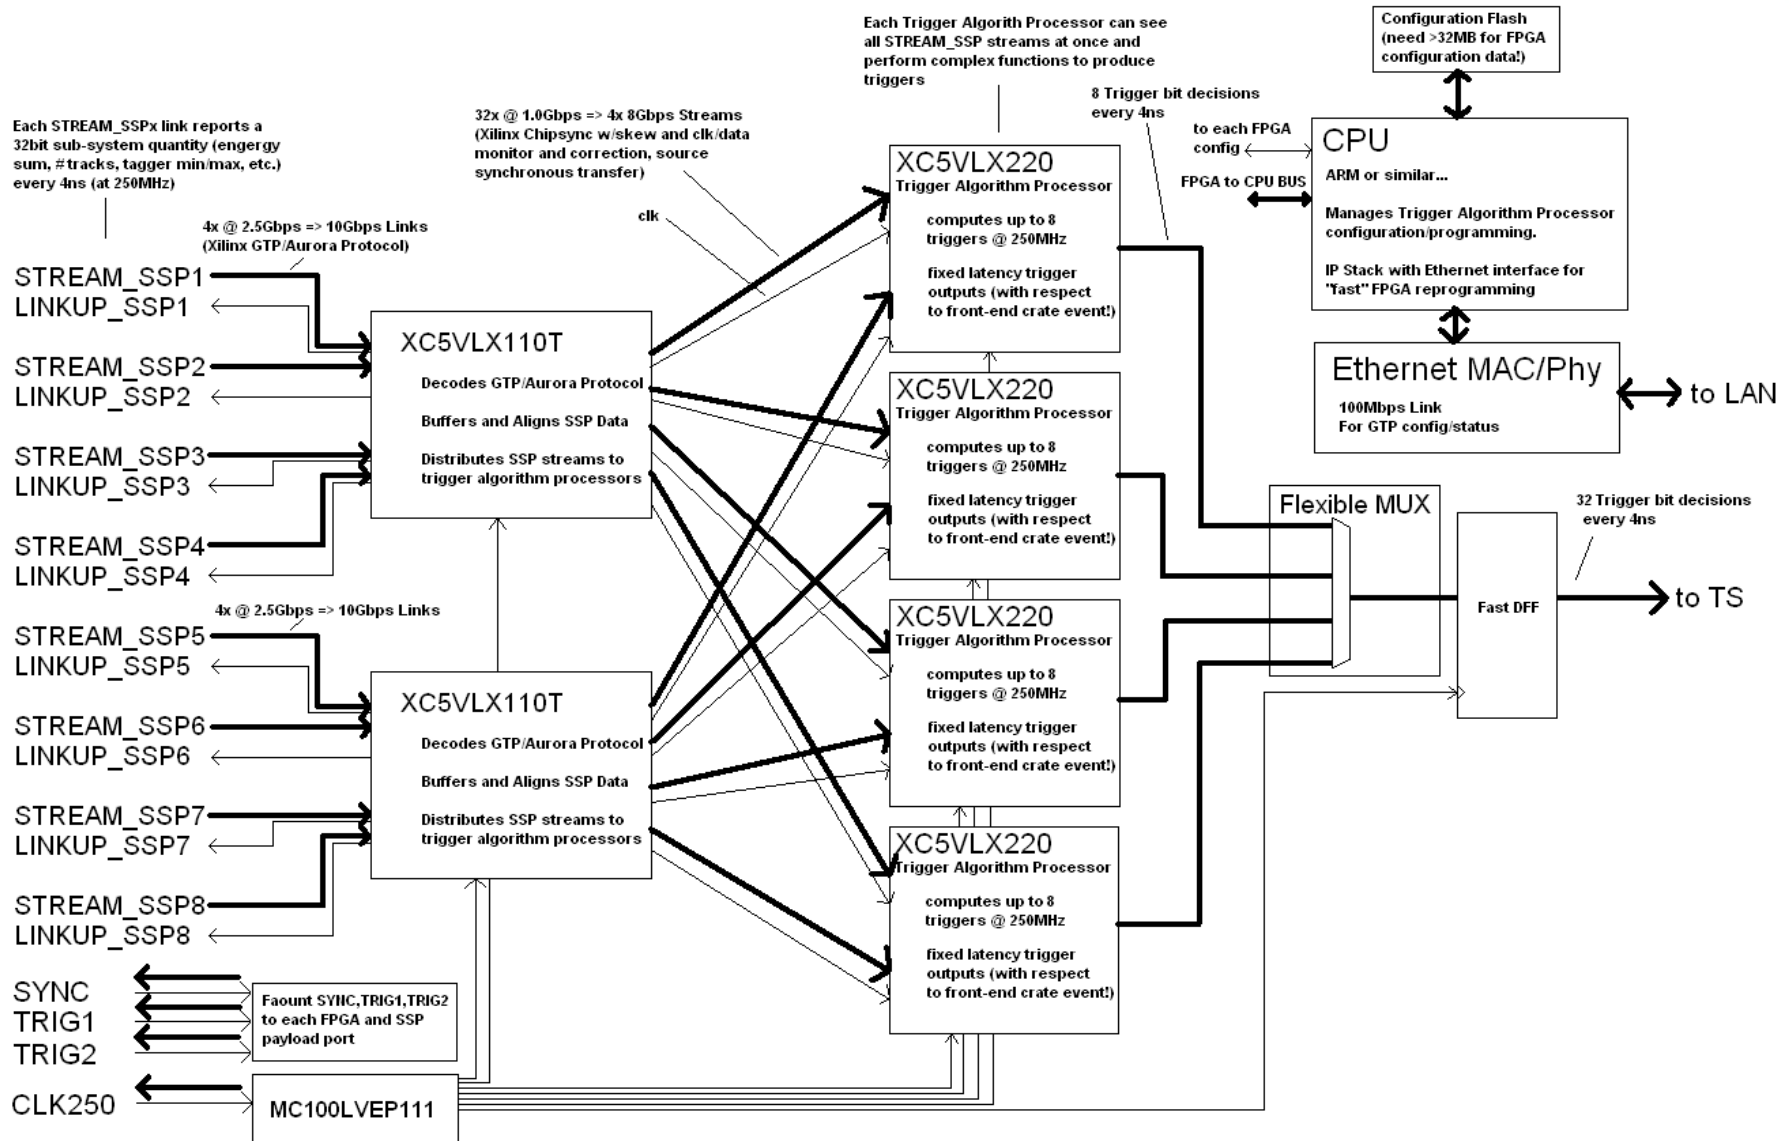 Each STREAM_SSPx link reports a
32bit sub-system quantity (engergy
sum, # tracks, tagger min/max, etc.)
every 4ns (at 250MHz)
4x @ 2.5Gbps => 10Gbps Links
(Xilinx GTP/Aurora Protocol)
STREAM_SSP1
LINKUP_SSP1
STREAM_SSP2
LINKUP_SSP2
STREAM_SSP3
LINKUP_SSP3
STREAM_SSP4
LINKUP_SSP4
4x @ 2.5Gbps => 10Gbps Links
STREAM_SSP5
LINKUP_SSP5
STREAM_SSP6
LINKUP_SSP6
STREAM_SSP7
LINKUP_SSP7
STREAM_SSP8
LINKUP_SSP8
SYNC
TRIG1
TRIG2
CLK250
Faount SYNC,TRIG1,TRIG2
to each FPGA and SSP
payload port
MC100LVEP111
XC5VLX110T
Decodes GTP/Aurora Protocol
Buffers and Aligns SSP Data
Distributes SSP streams to
trigger algorithm processors
XC5VLX110T
Decodes GTP/Aurora Protocol
Buffers and Aligns SSP Data
Distributes SSP streams to
trigger algorithm processors
32x @ 1.0Gbps => 4x 8Gbps Streams
(Xilinx Chipsync w/skew and clk/data
monitor and correction, source
synchronous transfer)
clk
Each Trigger Algorith Processor can see
all STREAM_SSP streams at once and
perform complex functions to produce
triggers
XC5VLX220
Trigger Algorithm Processor
computes up to 8
triggers @ 250MHz
fixed latency trigger
outputs (with respect
to front-end crate event!)
XC5VLX220
Trigger Algorithm Processor
computes up to 8
triggers @ 250MHz
fixed latency trigger
outputs (with respect
to front-end crate event!)
XC5VLX220
Trigger Algorithm Processor
computes up to 8
triggers @ 250MHz
fixed latency trigger
outputs (with respect
to front-end crate event!)
XC5VLX220
Trigger Algorithm Processor
computes up to 8
triggers @ 250MHz
fixed latency trigger
outputs (with respect
to front-end crate event!)
8 Trigger bit decisions
every 4ns
to each FPGA
config
FPGA to CPU BUS
Configuration Flash
(need >32MB for FPGA
configuration data!)
CPU
ARM or similar...
Manages Trigger Algorithm Processor
configuration/programming.
IP Stack with Ethernet interface for
"fast" FPGA reprogramming
Ethernet MAC/Phy
100Mbps Link
For GTP config/status
to LAN
Flexible MUX
Fast DFF
32 Trigger bit decisions
every 4ns
to TS